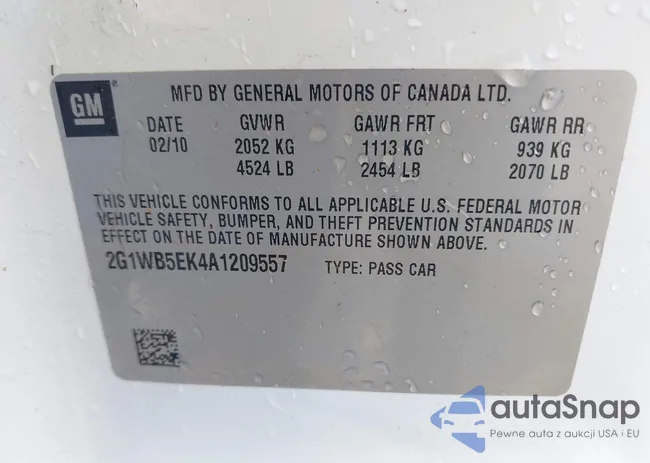 GM
MFD BY GENERAL MOTORS OF CANADA LTD.
DATE GVWR GAWR FRT GAWR RR
02/10 2052 KG 1113 KG 939 KG
4524 LB 2454 LB 2070 LB
THIS VEHICLE CONFORMS TO ALL APPLICABLE U.S. FEDERAL MOTOR
VEHICLE SAFETY, BUMPER, AND THEFT PREVENTION STANDARDS IN
EFFECT ON THE DATE OF MANUFACTURE SHOWN ABOVE.
2G1WB5EK4A1209557 TYPE: PASS CAR
autaSnap
Pewne auta z aukcji USA i EU